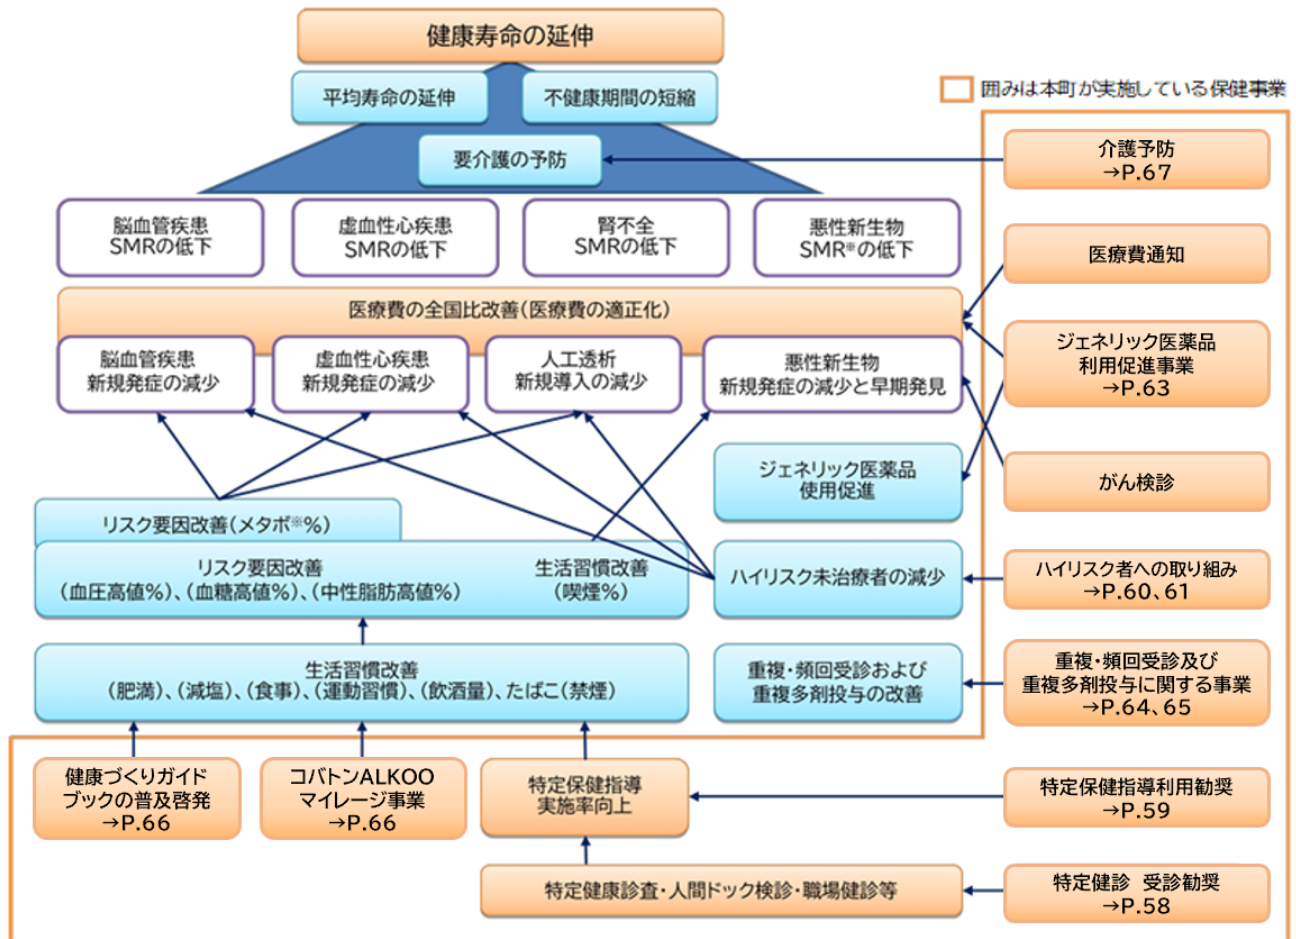 健康寿命の延伸
平均寿命の延伸
不健康期間の短縮
囲みは本町が実施している保健事業
要介護の予防
介護予防
→P.67
脳血管疾患
SMRの低下
虚血性心疾患
SMRの低下
腎不全
SMRの低下
悪性新生物
SMR※の低下
医療費通知
医療費の全国比改善(医療費の適正化)
脳血管疾患
新規発症の減少
虚血性心疾患
新規発症の減少
人工透析
新規導入の減少
悪性新生物
新規発症の減少と早期発見
ジェネリック医薬品
利用促進事業
→P.63
ジェネリック医薬品
使用促進
がん検診
リスク要因改善(メタボ※%)
リスク要因改善
(血圧高値%)、(血糖高値%)、(中性脂肪高値%)
生活習慣改善
(喫煙%)
ハイリスク未治療者の減少
ハイリスク者への取り組み
→P.60、61
生活習慣改善
(肥満)、(減塩)、(食事)、(運動習慣)、(飲酒量)、たばこ(禁煙)
重複・頻回受診および
重複多剤投与の改善
重複・頻回受診及び
重複多剤投与に関する事業
→P.64、65
健康づくりガイド
ブックの普及啓発
→P.66
コバトンALKOO
マイレージ事業
→P.66
特定保健指導
実施率向上
特定保健指導利用勧奨
→P.59
特定健康診査・人間ドック検診・職場健診等
特定健診 受診勧奨
→P.58